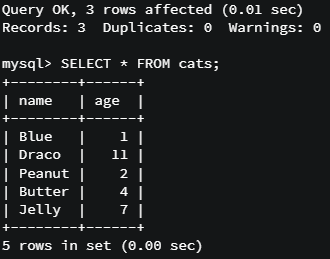 Query OK, 3 rows affected (0.01 sec)
Records: 3  Duplicates: 0  Warnings: 0

mysql> SELECT * FROM cats;
+--------+------+
| name   | age  |
+--------+------+
| Blue   |    1 |
| Draco  |   11 |
| Peanut |    2 |
| Butter |    4 |
| Jelly  |    7 |
+--------+------+
5 rows in set (0.00 sec)